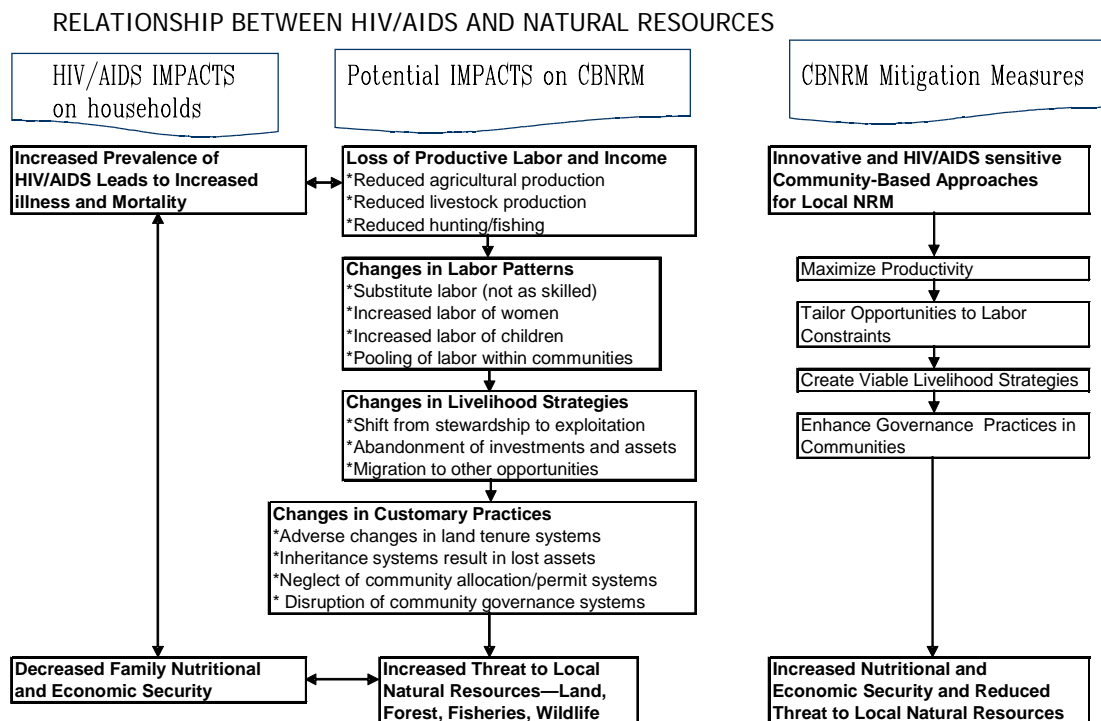 RELATIONSHIP BETWEEN HIV/AIDS AND NATURAL RESOURCES
HIV/AIDS IMPACTS
on households
Potential IMPACTS on CBNRM
CBNRM Mitigation Measures
Increased Prevalence of
HIV/AIDS Leads to Increased
illness and Mortality
Loss of Productive Labor and Income
*Reduced agricultural production
*Reduced livestock production
*Reduced hunting/fishing
Changes in Labor Patterns
*Substitute labor (not as skilled)
*Increased labor of women
*Increased labor of children
*Pooling of labor within communities
Changes in Livelihood Strategies
*Shift from stewardship to exploitation
*Abandonment of investments and assets
*Migration to other opportunities
Changes in Customary Practices
*Adverse changes in land tenure systems
*Inheritance systems result in lost assets
*Neglect of community allocation/permit systems
* Disruption of community governance systems
Decreased Family Nutritional
and Economic Security
Increased Threat to Local
Natural Resources—Land,
Forest, Fisheries, Wildlife
Innovative and HIV/AIDS sensitive
Community-Based Approaches
for Local NRM
Maximize Productivity
Tailor Opportunities to Labor
Constraints
Create Viable Livelihood Strategies
Enhance Governance Practices in
Communities
Increased Nutritional and
Economic Security and Reduced
Threat to Local Natural Resources